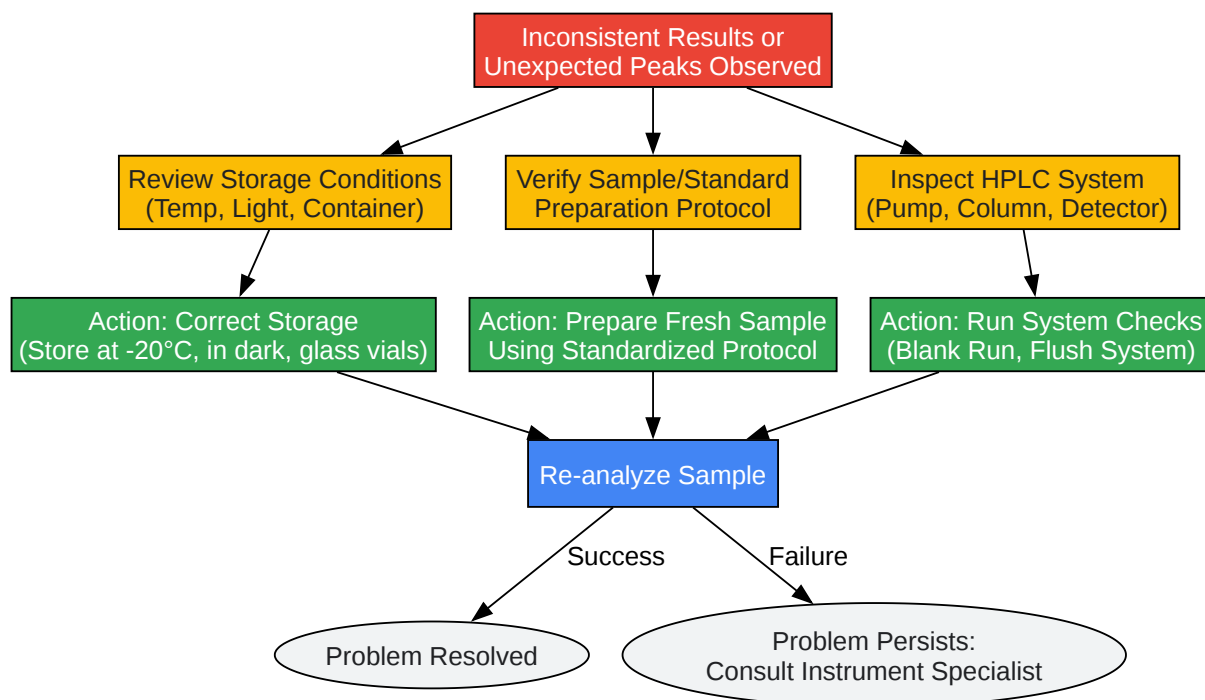 Inconsistent Results or
Unexpected Peaks Observed
Review Storage Conditions
(Temp, Light, Container)
Verify Sample/Standard
Preparation Protocol
Inspect HPLC System
(Pump, Column, Detector)
Action: Correct Storage
(Store at -20°C, in dark, glass vials)
Action: Prepare Fresh Sample
Using Standardized Protocol
Action: Run System Checks
(Blank Run, Flush System)
Re-analyze Sample
Success
Failure
Problem Resolved
Problem Persists:
Consult Instrument Specialist